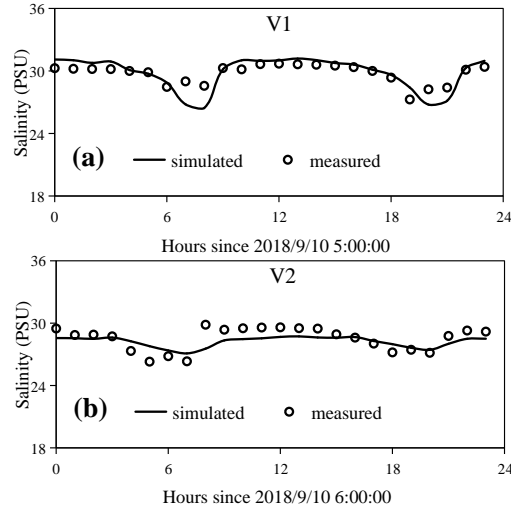 V1
36
30
24
18
Salinity (PSU)
(a) simulated measured
0 6 12 18 24
Hours since 2018/9/10 5:00:00
V2
36
30
24
18
Salinity (PSU)
(b) simulated measured
0 6 12 18 24
Hours since 2018/9/10 6:00:00